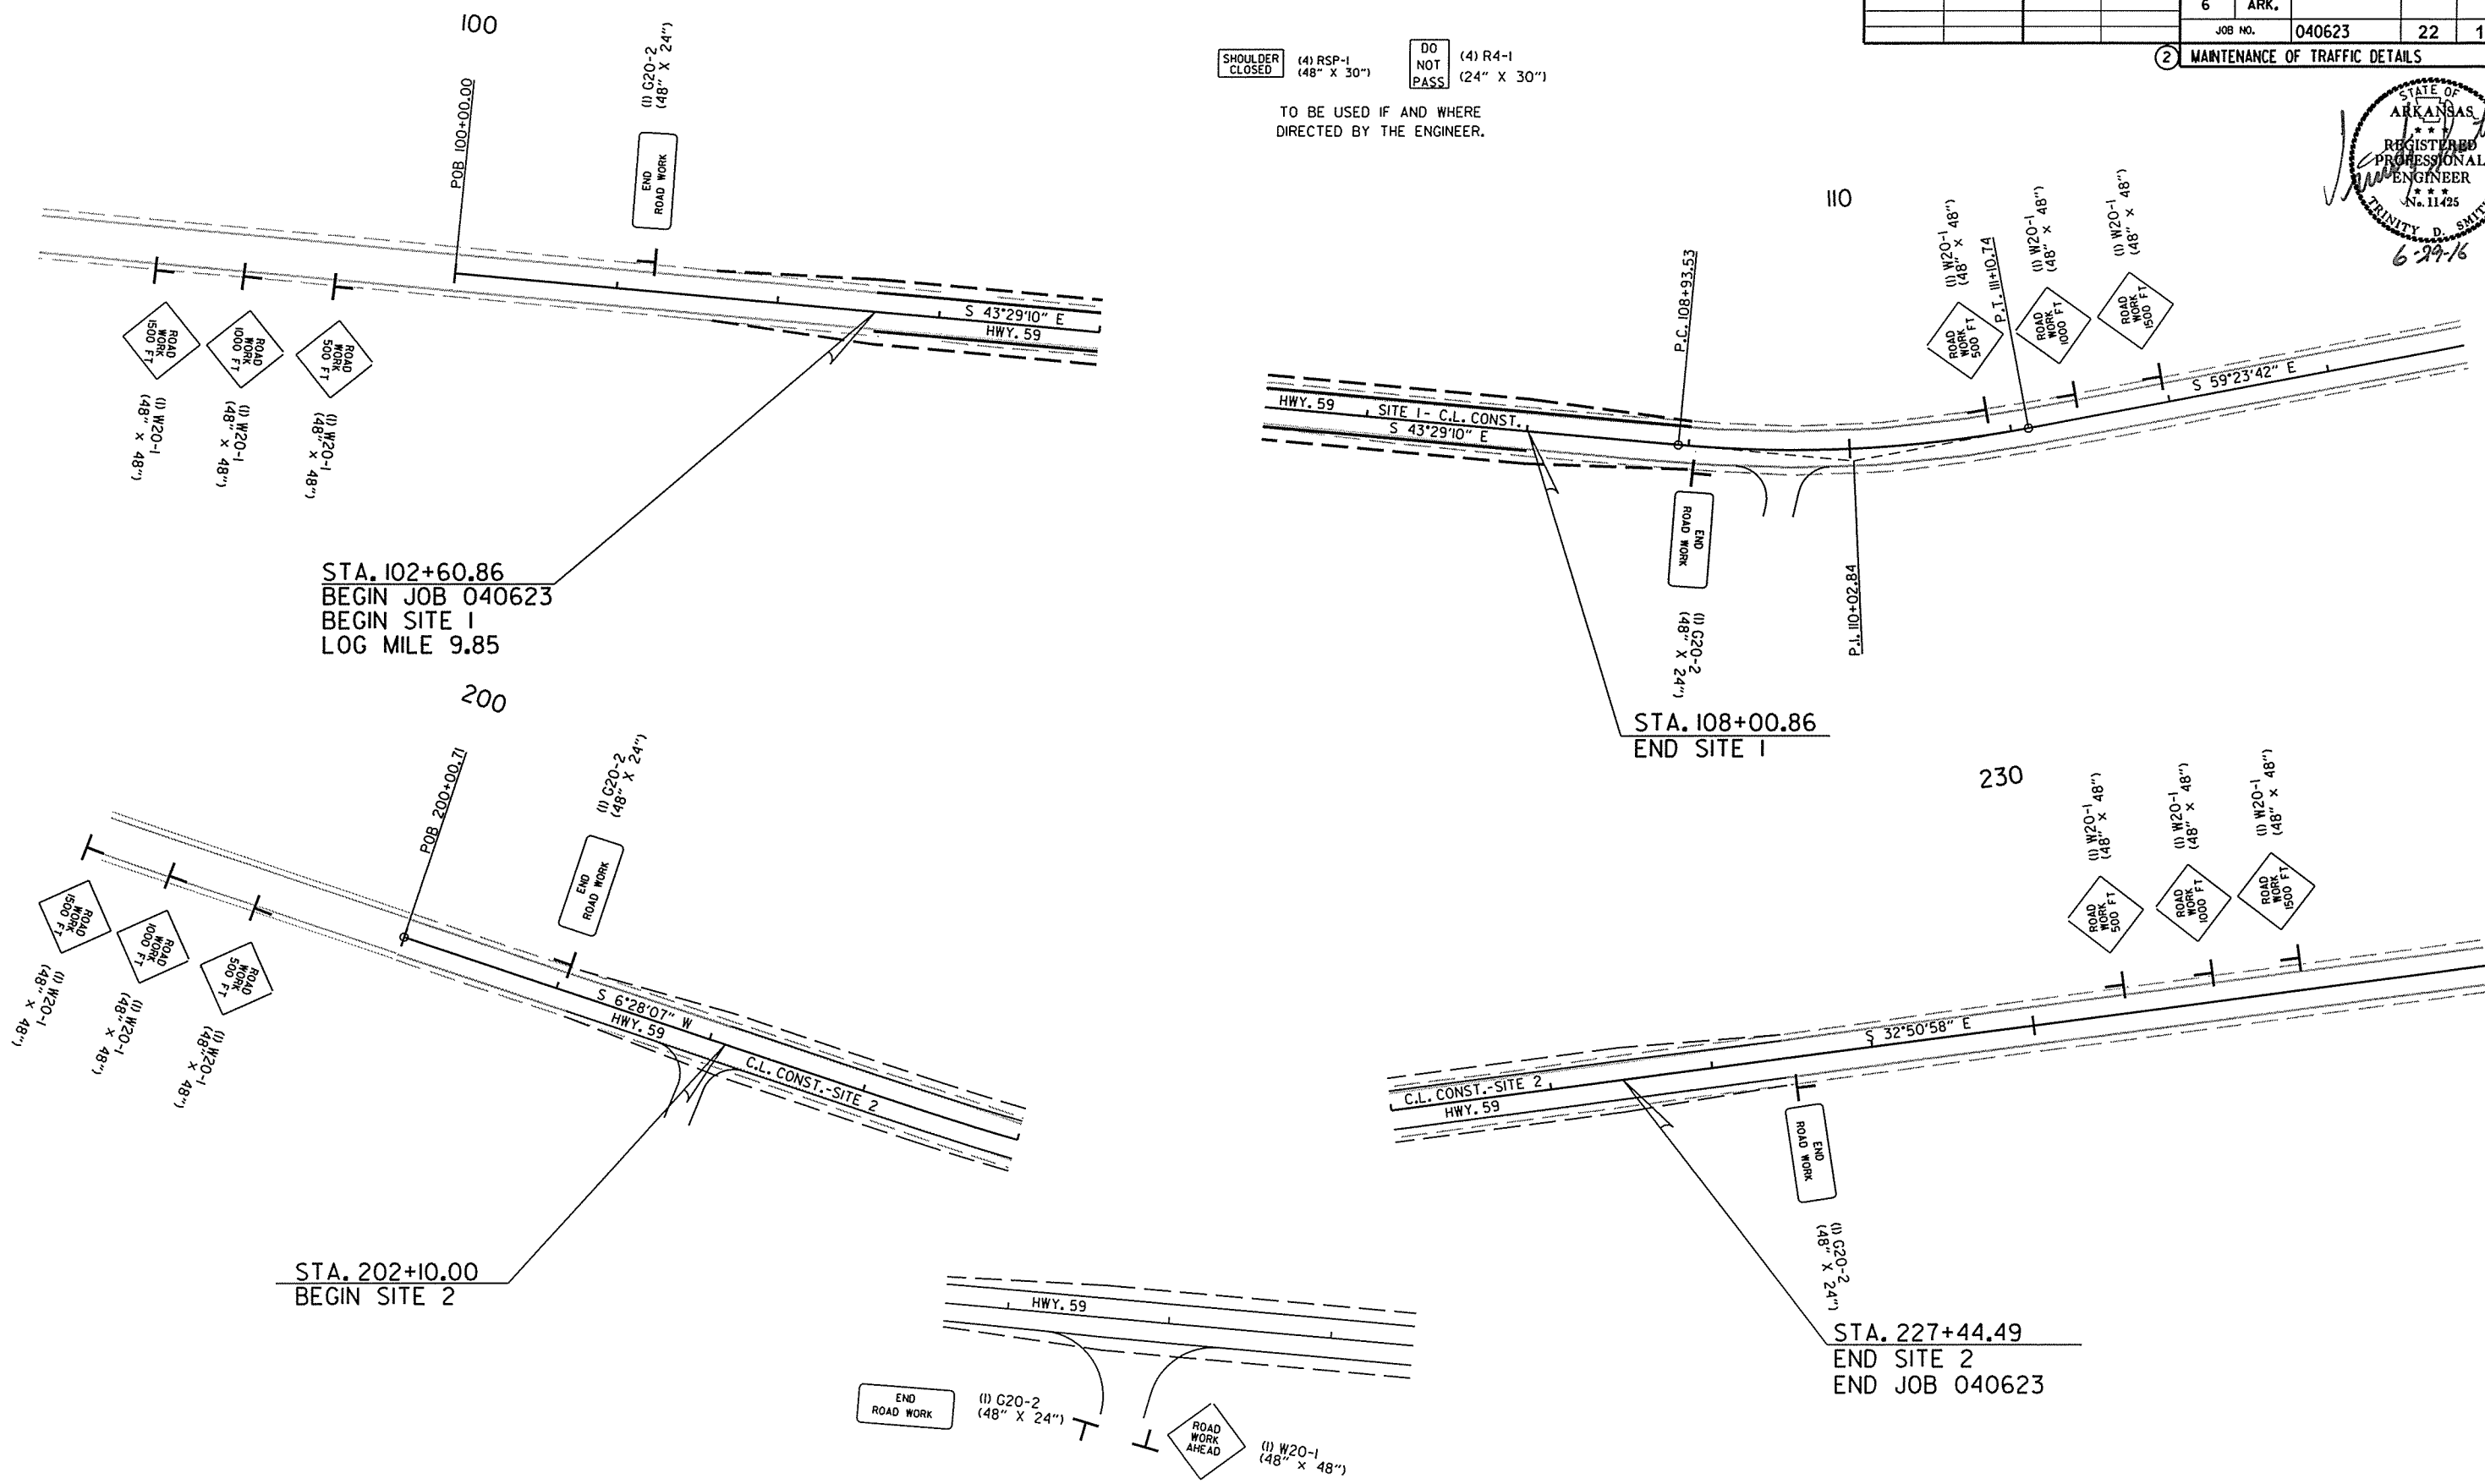 6 ARK.
JOB NO. 040623 22 1
2 MAINTENANCE OF TRAFFIC DETAILS
STATE OF
ARKANSAS
★ ★ ★
REGISTERED
PROFESSIONAL
ENGINEER
★ ★ ★
No. 11425
TRINITY D. SMIT
6-29-16
SHOULDER
CLOSED
(4) RSP-1
(48" X 30")
DO
NOT
PASS
(4) R4-1
(24" X 30")
TO BE USED IF AND WHERE
DIRECTED BY THE ENGINEER.
100
POB 100+00.00
(1) G20-2
(48" X 24")
END
ROAD WORK
S 43°29'10" E
HWY. 59
ROAD
WORK
1500 FT
(1) W20-1
(48" X 48")
ROAD
WORK
1000 FT
(1) W20-1
(48" X 48")
ROAD
WORK
500 FT
(1) W20-1
(48" X 48")
STA. 102+60.86
BEGIN JOB 040623
BEGIN SITE 1
LOG MILE 9.85
110
P.C. 108+93.53
P.T. 111+10.74
(1) W20-1
(48" X 48")
ROAD
WORK
500 FT
(1) W20-1
(48" X 48")
ROAD
WORK
1000 FT
(1) W20-1
(48" X 48")
ROAD
WORK
1500 FT
HWY. 59
SITE 1- C.L. CONST.
S 43°29'10" E
S 59°23'42" E
END
ROAD WORK
(1) G20-2
(48" X 24")
P.I. 110+02.84
STA. 108+00.86
END SITE 1
200
POB 200+00.71
(1) G20-2
(48" X 24")
END
ROAD WORK
ROAD
WORK
1500 FT
(1) W20-1
(48" X 48")
ROAD
WORK
1000 FT
(1) W20-1
(48" X 48")
ROAD
WORK
500 FT
(1) W20-1
(48" X 48")
S 6°28'07" W
HWY. 59
C.L. CONST.-SITE 2
STA. 202+10.00
BEGIN SITE 2
230
(1) W20-1
(48" X 48")
ROAD
WORK
500 FT
(1) W20-1
(48" X 48")
ROAD
WORK
1000 FT
(1) W20-1
(48" X 48")
ROAD
WORK
1500 FT
S 32°50'58" E
C.L. CONST.-SITE 2
HWY. 59
END
ROAD WORK
(1) G20-2
(48" X 24")
STA. 227+44.49
END SITE 2
END JOB 040623
HWY. 59
END
ROAD WORK
(1) G20-2
(48" X 24")
ROAD
WORK
AHEAD
(1) W20-1
(48" X 48")